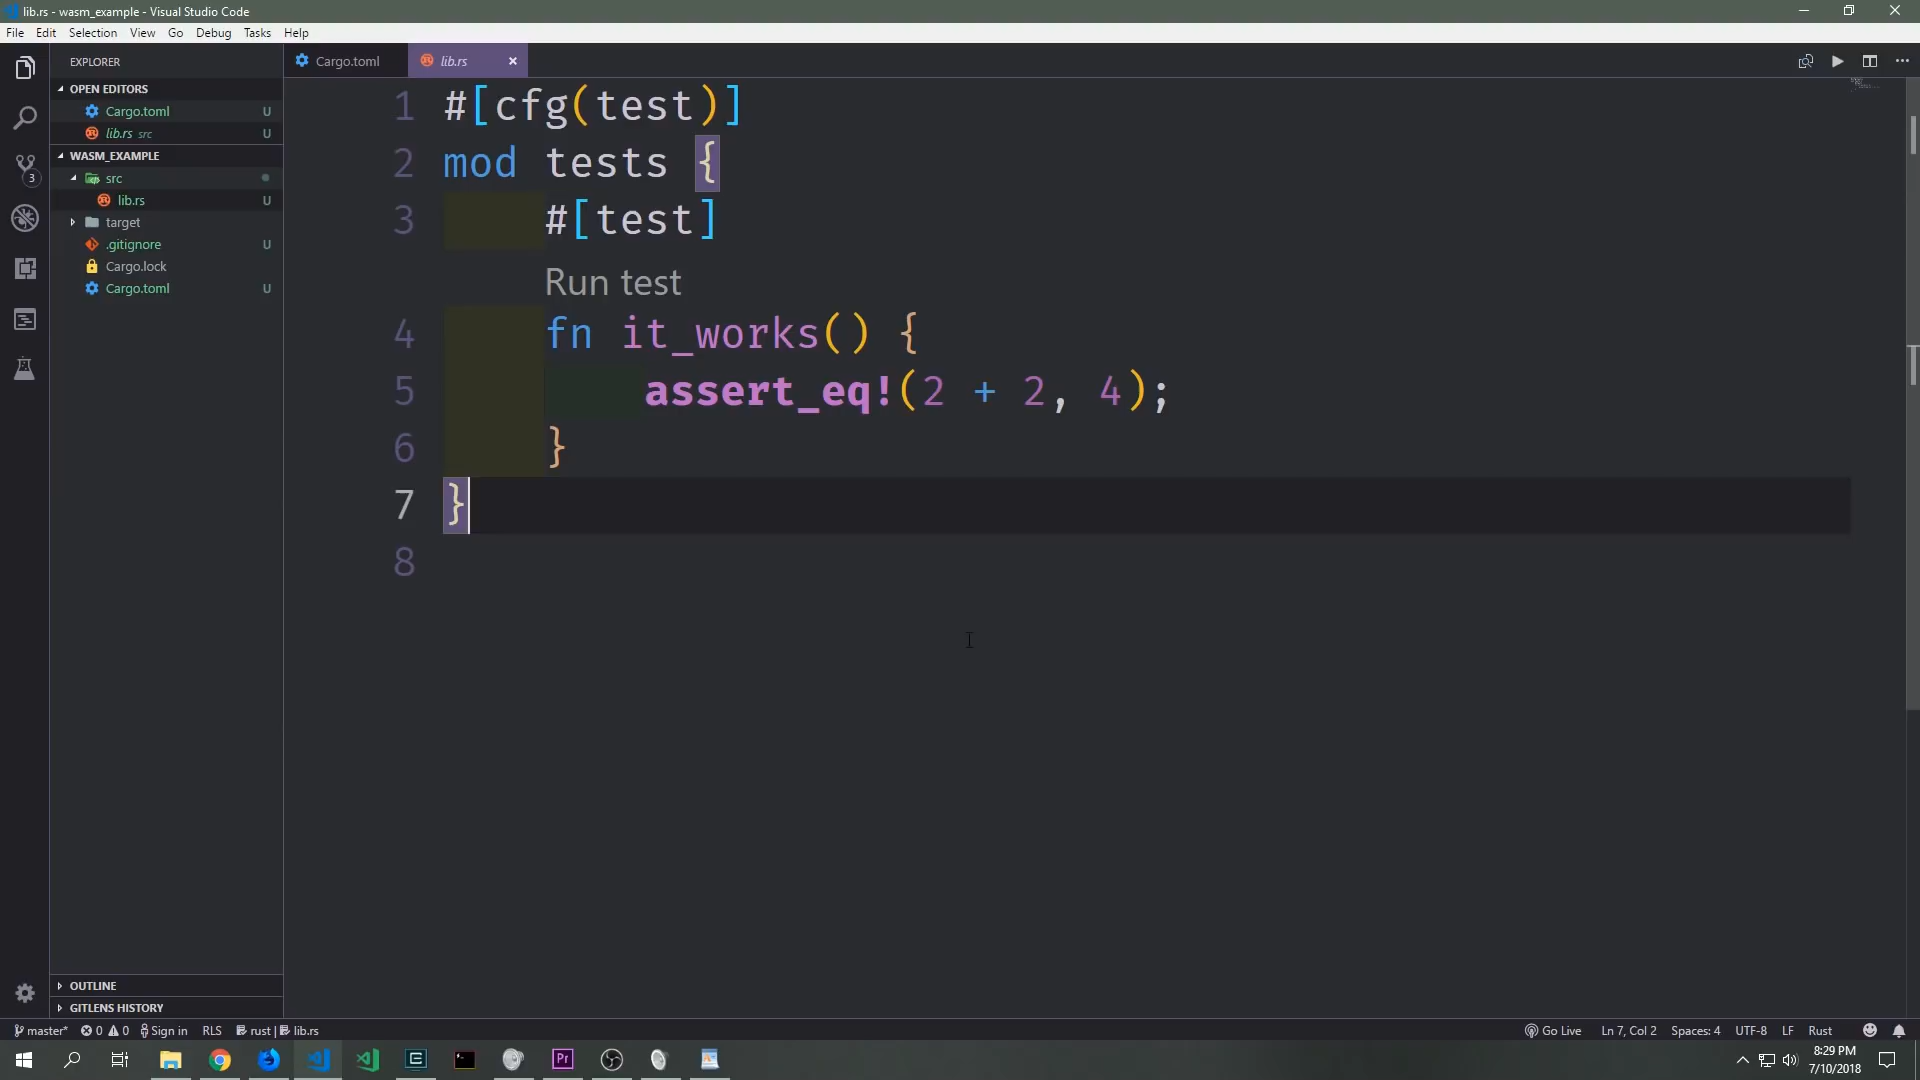 lib.rs - wasm_example - Visual Studio Code
File Edit Selection View Go Debug Tasks Help
EXPLORER
OPEN EDITORS
Cargo.toml U
lib.rs src U
WASM_EXAMPLE
src
lib.rs U
target
.gitignore U
Cargo.lock
Cargo.toml U
3
OUTLINE
GITLENS HISTORY
Cargo.toml lib.rs
1 #[cfg(test)]
2 mod tests {
3 #[test]
Run test
4 fn it_works() {
5 assert_eq!(2 + 2, 4);
6 }
7 }
8
master* 0 0 Sign in RLS rust | lib.rs Go Live Ln 7, Col 2 Spaces: 4 UTF-8 LF Rust
Pr
8:29 PM
7/10/2018